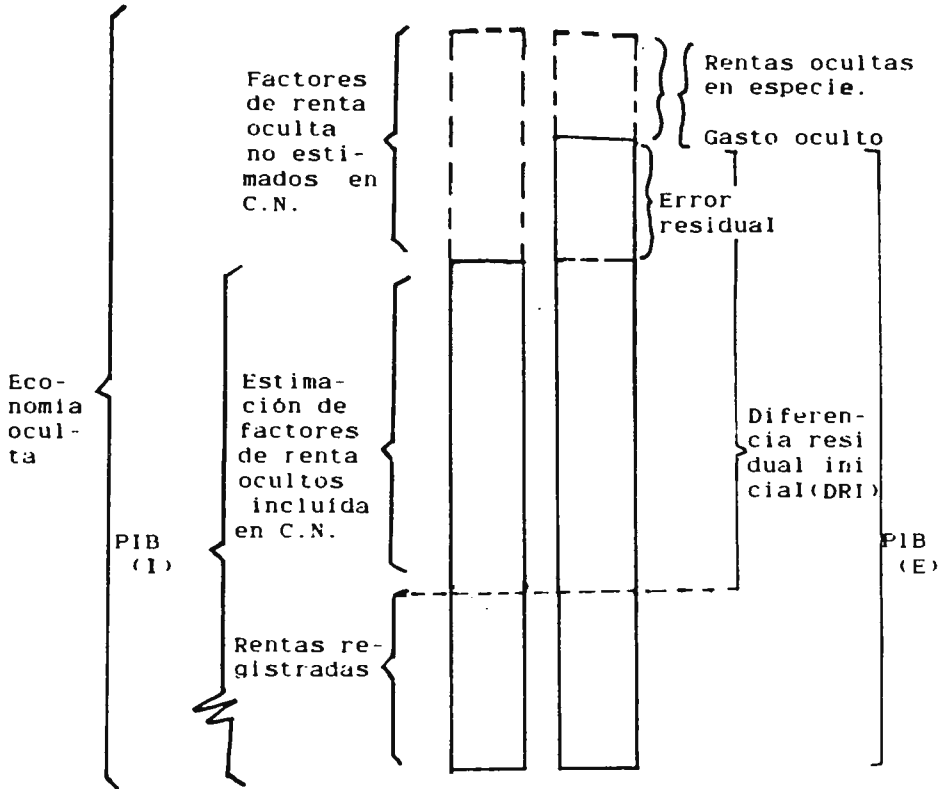 Factores
de renta
oculta
no esti-
mados en
C.N.
Rentas ocultas
en especie.
Gasto oculto
Error
residual
Eco-
nomía
ocul-
ta
Estima-
ción de
factores
de renta
ocultos
incluída
en C.N.
Diferen-
cia resi
dual ini
cial(DRI)
PIB
(I)
PIB
(E)
Rentas re-
gistradas